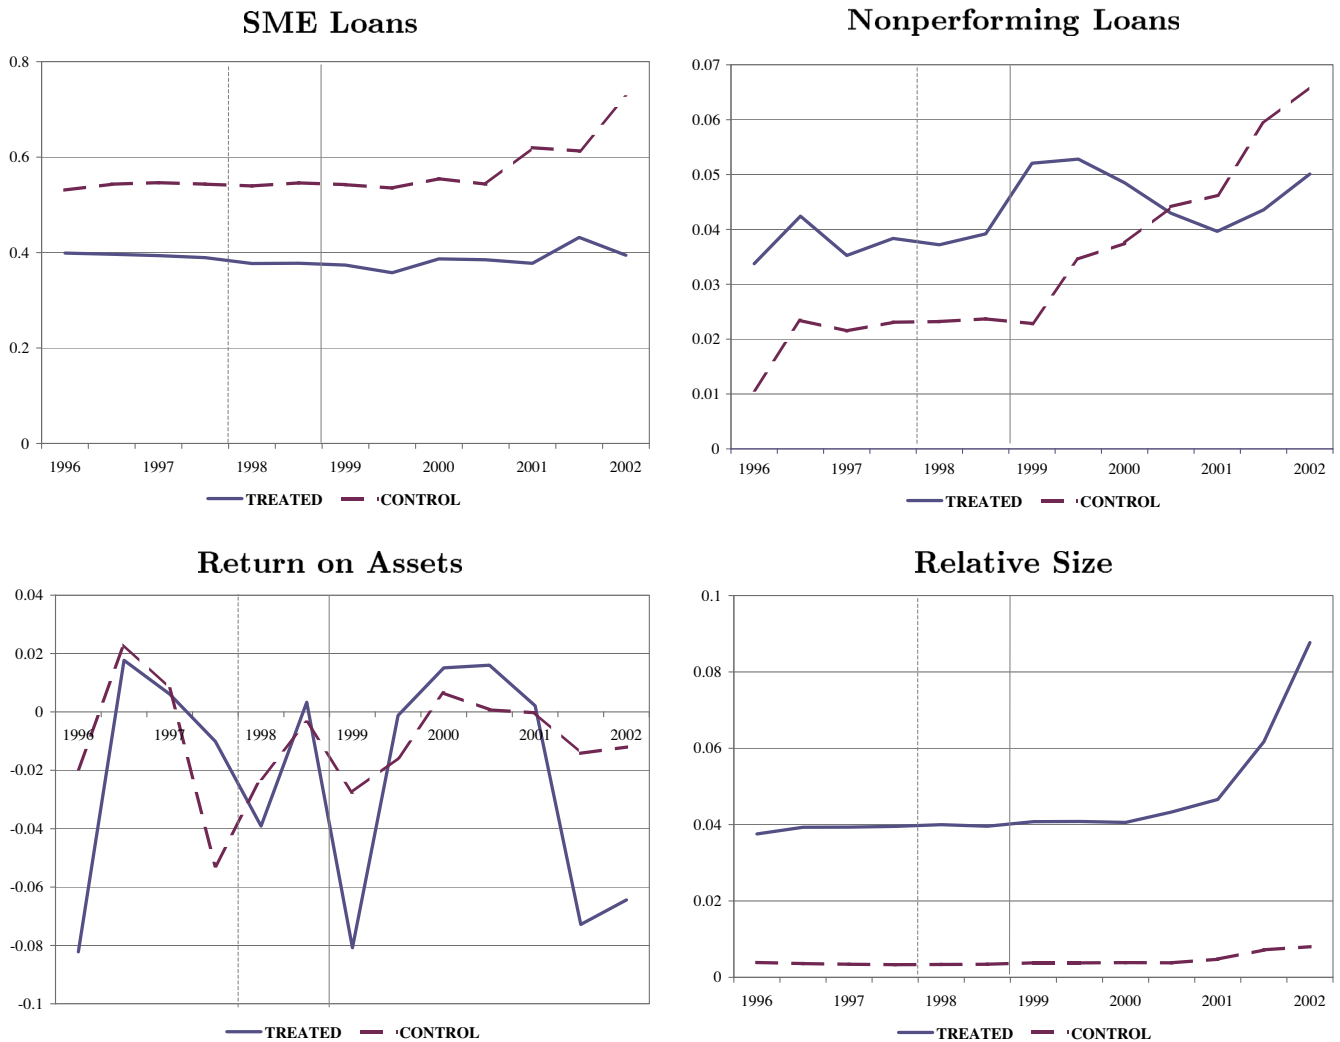 SME Loans
0.8
0.6
0.4
0.2
0
1996 1997 1998 1999 2000 2001 2002
TREATED CONTROL
Nonperforming Loans
0.07
0.06
0.05
0.04
0.03
0.02
0.01
0
1996 1997 1998 1999 2000 2001 2002
TREATED CONTROL
Return on Assets
0.04
0.02
0
1996 1997 1998 1999 2000 2001 2002
-0.02
-0.04
-0.06
-0.08
-0.1
TREATED CONTROL
Relative Size
0.1
0.08
0.06
0.04
0.02
0
1996 1997 1998 1999 2000 2001 2002
TREATED CONTROL